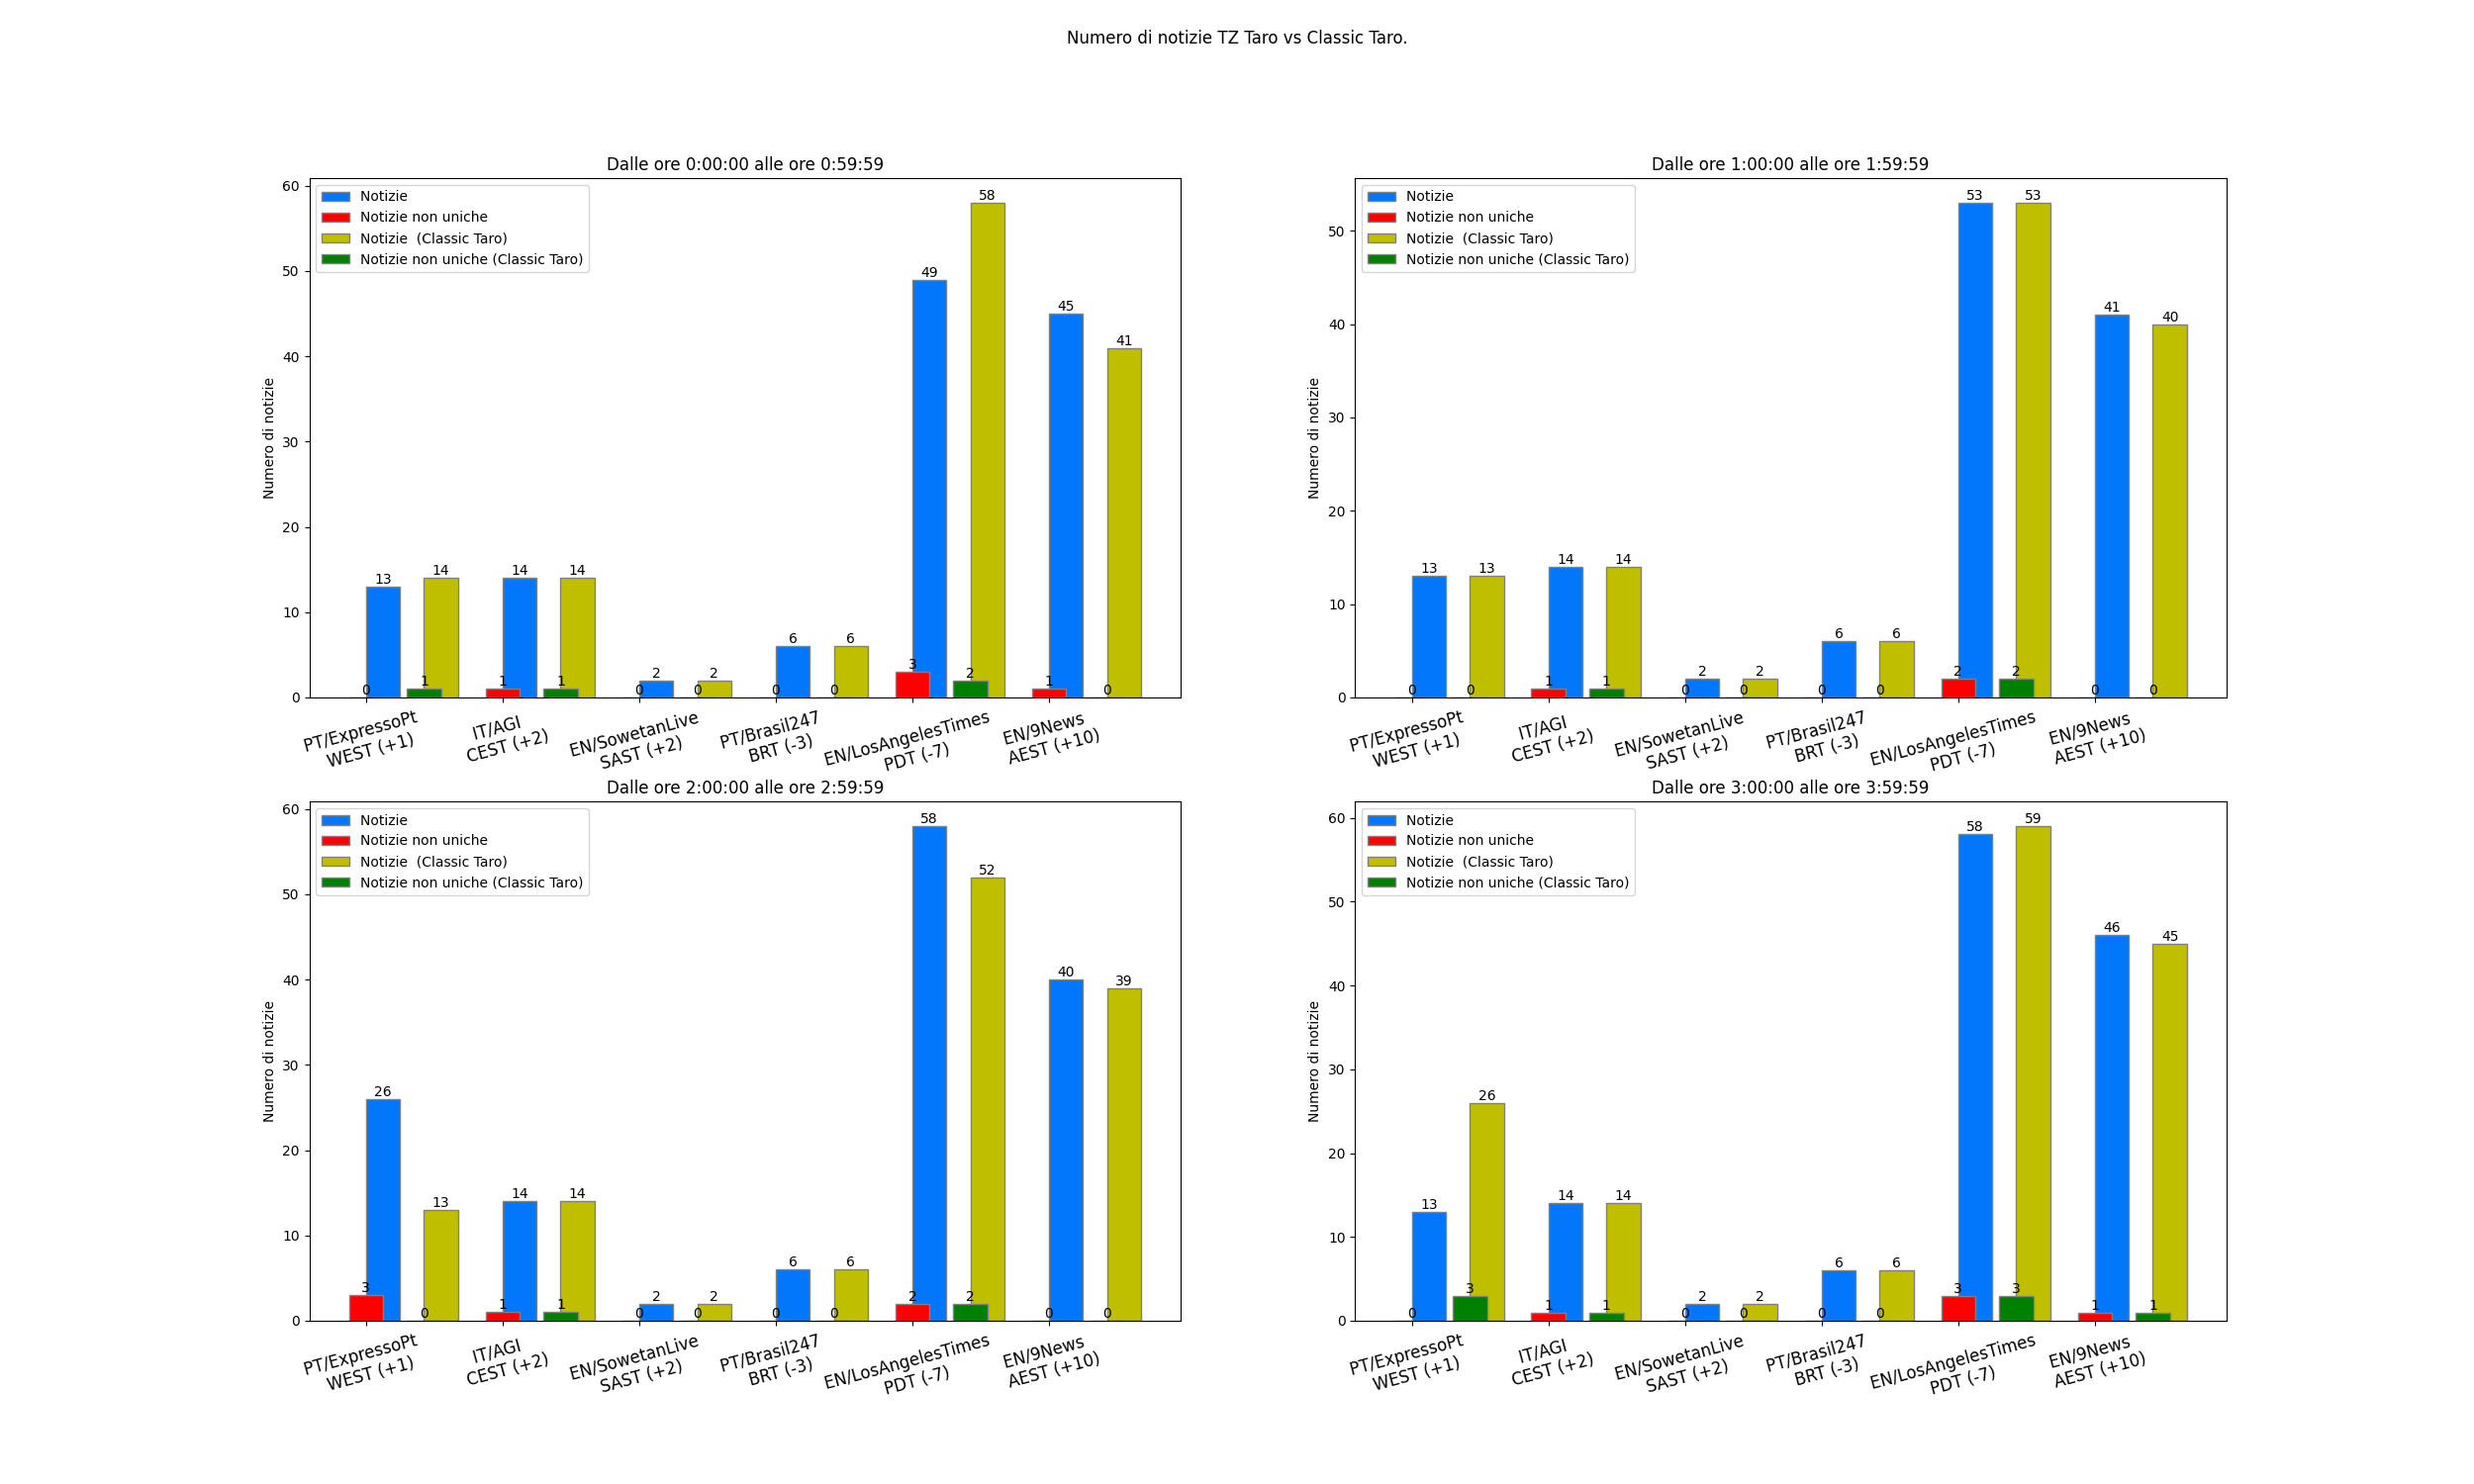 Numero di notizie TZ Taro vs Classic Taro.
Dalle ore 0:00:00 alle ore 0:59:59
Notizie
Notizie non uniche
Notizie  (Classic Taro)
Notizie non uniche (Classic Taro)
Numero di notizie
60
50
40
30
20
10
0
0 13 1 14 1 14 1 14 0 2 0 2 0 6 0 6 3 49 2 58 1 45 0 41
PT/ExpressoPt
WEST (+1)
IT/AGI
CEST (+2)
EN/SowetanLive
SAST (+2)
PT/Brasil247
BRT (-3)
EN/LosAngelesTimes
PDT (-7)
EN/9News
AEST (+10)
Dalle ore 1:00:00 alle ore 1:59:59
Notizie
Notizie non uniche
Notizie  (Classic Taro)
Notizie non uniche (Classic Taro)
Numero di notizie
50
40
30
20
10
0
0 13 0 13 1 14 1 14 0 2 0 2 0 6 0 6 2 53 2 53 0 41 0 40
PT/ExpressoPt
WEST (+1)
IT/AGI
CEST (+2)
EN/SowetanLive
SAST (+2)
PT/Brasil247
BRT (-3)
EN/LosAngelesTimes
PDT (-7)
EN/9News
AEST (+10)
Dalle ore 2:00:00 alle ore 2:59:59
Notizie
Notizie non uniche
Notizie  (Classic Taro)
Notizie non uniche (Classic Taro)
Numero di notizie
60
50
40
30
20
10
0
3 26 0 13 1 14 1 14 0 2 0 2 0 6 0 6 2 58 2 52 0 40 0 39
PT/ExpressoPt
WEST (+1)
IT/AGI
CEST (+2)
EN/SowetanLive
SAST (+2)
PT/Brasil247
BRT (-3)
EN/LosAngelesTimes
PDT (-7)
EN/9News
AEST (+10)
Dalle ore 3:00:00 alle ore 3:59:59
Notizie
Notizie non uniche
Notizie  (Classic Taro)
Notizie non uniche (Classic Taro)
Numero di notizie
60
50
40
30
20
10
0
0 13 3 26 1 14 1 14 0 2 0 2 0 6 0 6 3 58 3 59 1 46 1 45
PT/ExpressoPt
WEST (+1)
IT/AGI
CEST (+2)
EN/SowetanLive
SAST (+2)
PT/Brasil247
BRT (-3)
EN/LosAngelesTimes
PDT (-7)
EN/9News
AEST (+10)